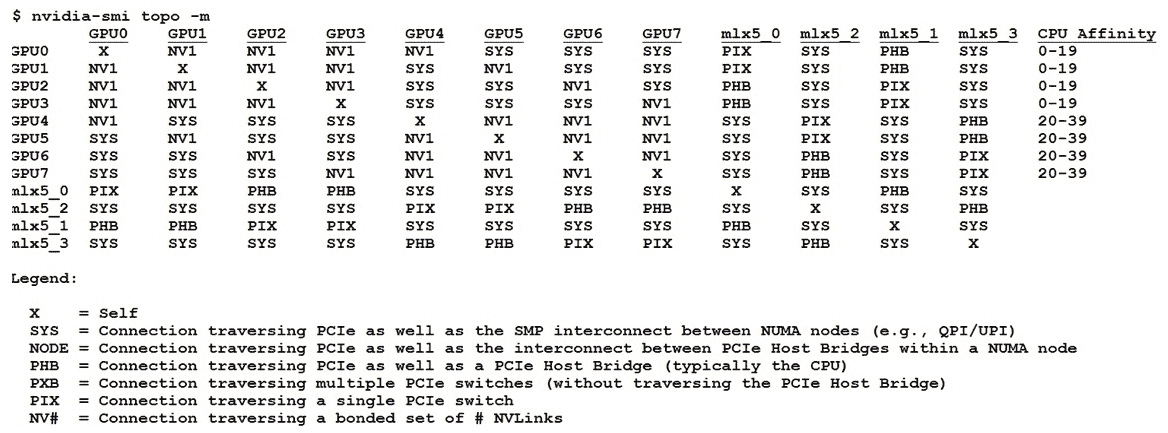 $ nvidia-smi topo -m
GPU0 GPU1 GPU2 GPU3 GPU4 GPU5 GPU6 GPU7 mlx5_0 mlx5_2 mlx5_1 mlx5_3 CPU Affinity
GPU0 X NV1 NV1 NV1 NV1 SYS SYS SYS PIX SYS PHB SYS 0-19
GPU1 NV1 X NV1 NV1 SYS NV1 SYS SYS PIX SYS PHB SYS 0-19
GPU2 NV1 NV1 X NV1 SYS SYS NV1 SYS PHB SYS PIX SYS 0-19
GPU3 NV1 NV1 NV1 X SYS SYS SYS NV1 PHB SYS PIX SYS 0-19
GPU4 NV1 SYS SYS SYS X NV1 NV1 NV1 SYS PIX SYS PHB 20-39
GPU5 SYS NV1 SYS SYS NV1 X NV1 NV1 SYS PIX SYS PHB 20-39
GPU6 SYS SYS NV1 SYS NV1 NV1 X NV1 SYS PHB SYS PIX 20-39
GPU7 SYS SYS SYS NV1 NV1 NV1 NV1 X SYS PHB SYS PIX 20-39
mlx5_0 PIX PIX PHB PHB SYS SYS SYS SYS X SYS PHB SYS
mlx5_2 SYS SYS SYS SYS PIX PIX PHB PHB SYS X SYS PHB
mlx5_1 PHB PHB PIX PIX SYS SYS SYS SYS PHB SYS X SYS
mlx5_3 SYS SYS SYS SYS PHB PHB PIX PIX SYS PHB SYS X
Legend:
X = Self
SYS = Connection traversing PCIe as well as the SMP interconnect between NUMA nodes (e.g., QPI/UPI)
NODE = Connection traversing PCIe as well as the interconnect between PCIe Host Bridges within a NUMA node
PHB = Connection traversing PCIe as well as a PCIe Host Bridge (typically the CPU)
PXB = Connection traversing multiple PCIe switches (without traversing the PCIe Host Bridge)
PIX = Connection traversing a single PCIe switch
NV# = Connection traversing a bonded set of # NVLinks